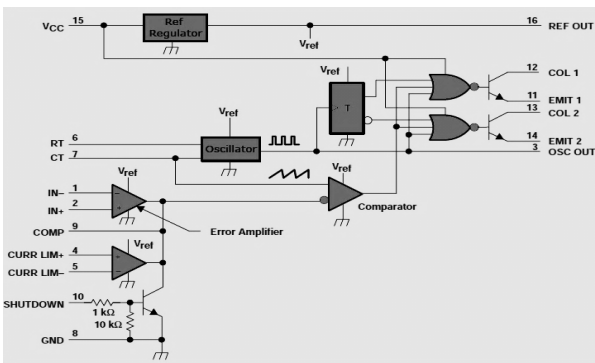 VCC 15
Ref
Regulator
16 REF OUT
Vref
Vref
12 COL 1
11 EMIT 1
13 COL 2
T
14 EMIT 2
3 OSC OUT
Vref
RT 6
CT 7
Oscillator
Vref
IN– 1
IN+ 2
Vref
Comparator
COMP 9
Error Amplifier
CURR LIM+ 4
CURR LIM– 5
Vref
SHUTDOWN 10
1 kΩ
10 kΩ
GND 8